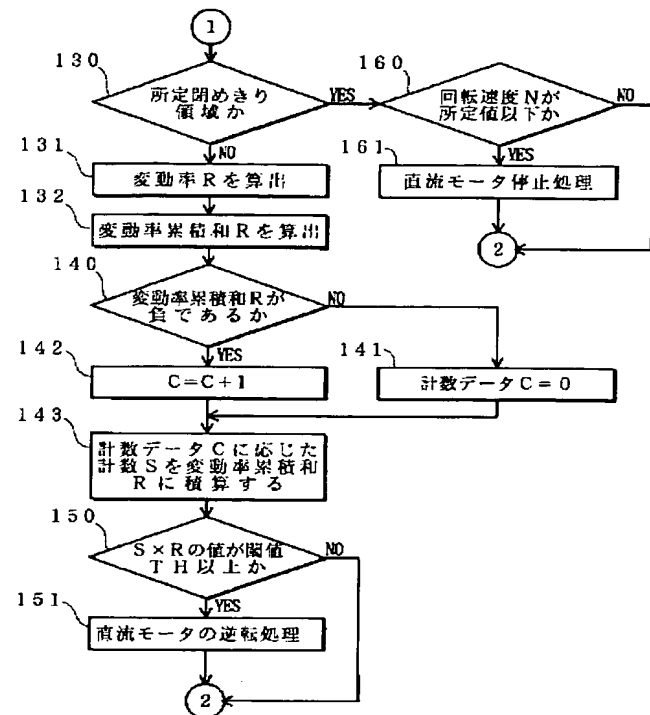 1
130
所定閉めきり
領域か
YES
NO
160
回転速度Nが
所定値以下か
NO
YES
131
変動率Rを算出
161
直流モータ停止処理
132
変動率累積和Rを算出
2
140
変動率累積和Rが
負であるか
NO
YES
142
C=C+1
141
計数データC=0
143
計数データCに応じた
計数Sを変動率累積和
Rに積算する
150
S×Rの値が閾値
TH以上か
NO
YES
151
直流モータの逆転処理
2